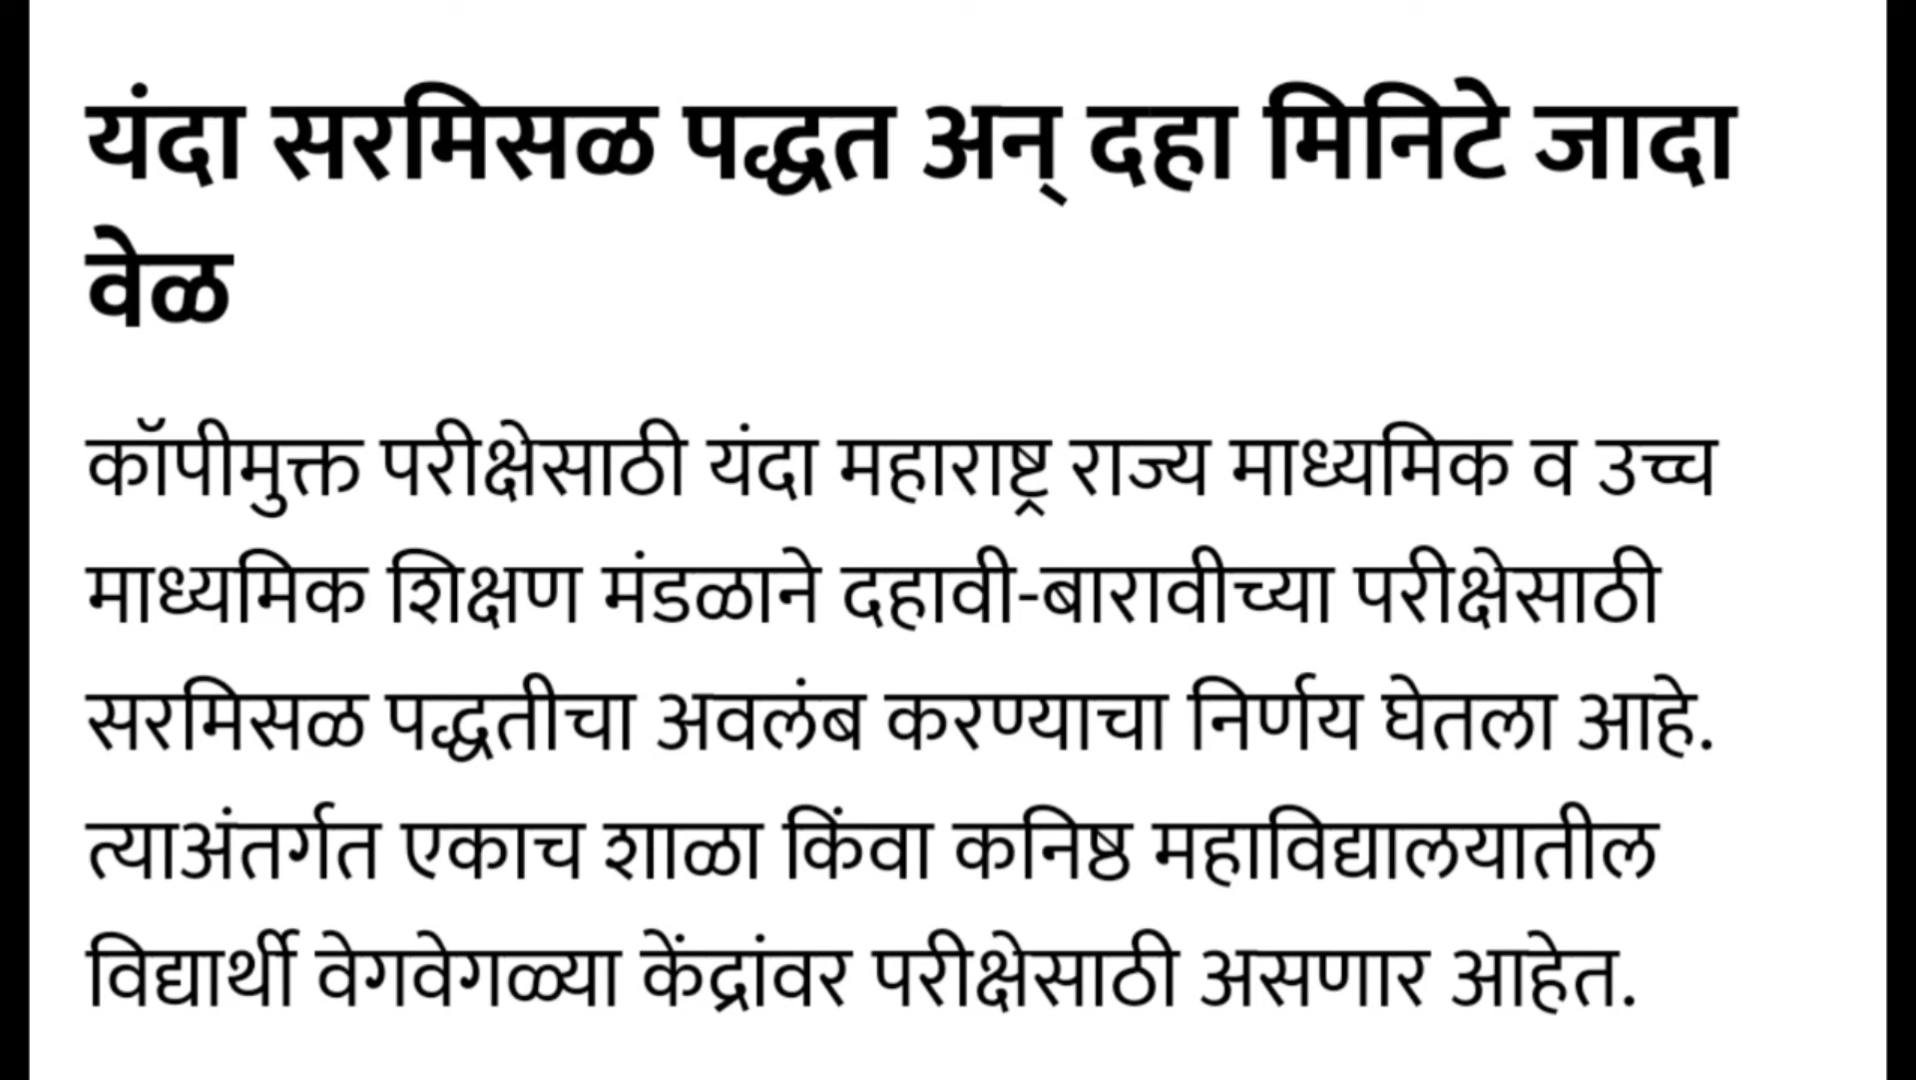 यंदा सरमिसळ पद्धत अन् दहा मिनिटे जादा
वेळ
कॉपीमुक्त परीक्षेसाठी यंदा महाराष्ट्र राज्य माध्यमिक व उच्च
माध्यमिक शिक्षण मंडळाने दहावी-बारावीच्या परीक्षेसाठी
सरमिसळ पद्धतीचा अवलंब करण्याचा निर्णय घेतला आहे.
त्याअंतर्गत एकाच शाळा किंवा कनिष्ठ महाविद्यालयातील
विद्यार्थी वेगवेगळ्या केंद्रांवर परीक्षेसाठी असणार आहेत.